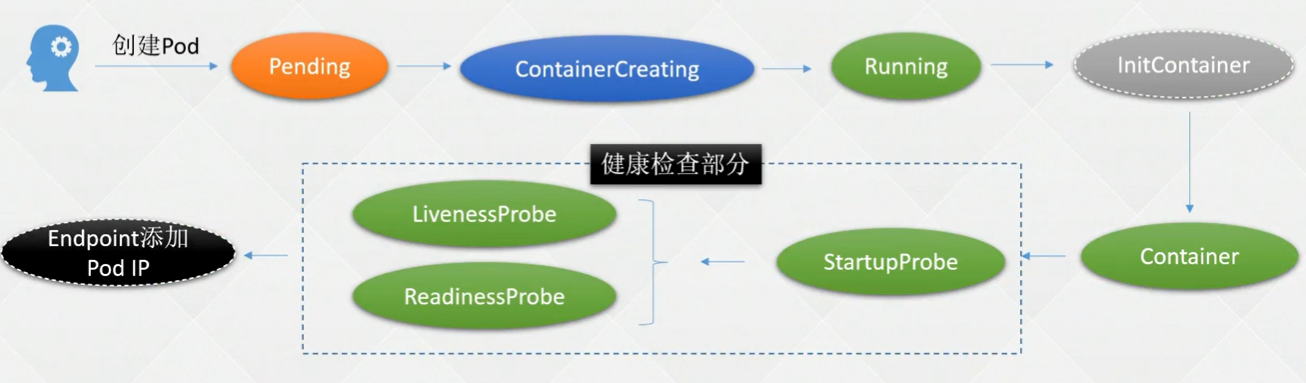 创建Pod
Pending
ContainerCreating
Running
InitContainer
健康检查部分
LivenessProbe
ReadinessProbe
StartupProbe
Container
Endpoint添加
Pod IP